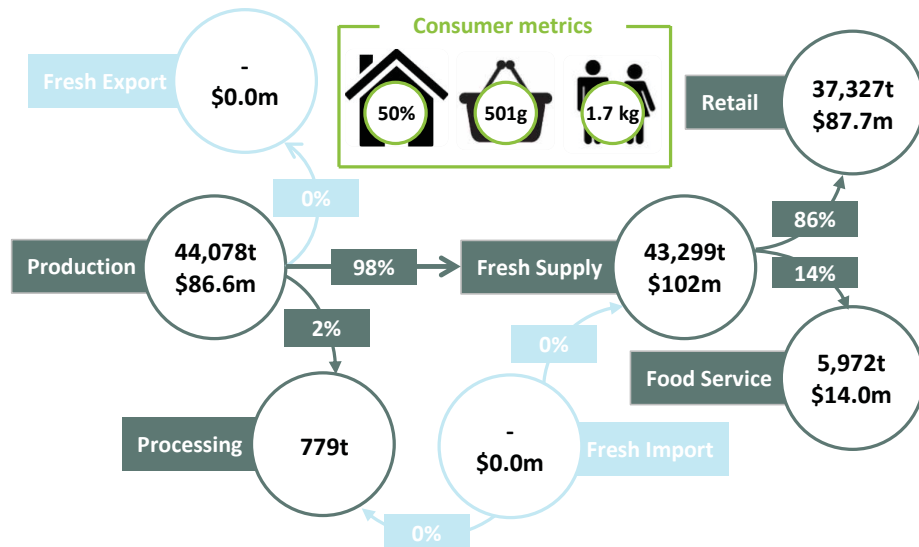 Consumer metrics
50%
501g
1.7 kg
Fresh Export
-
$0.0m
Retail
37,327t
$87.7m
0%
86%
Production
44,078t
$86.6m
98%
Fresh Supply
43,299t
$102m
14%
2%
0%
Food Service
5,972t
$14.0m
Processing
779t
-
$0.0m
Fresh Import
0%